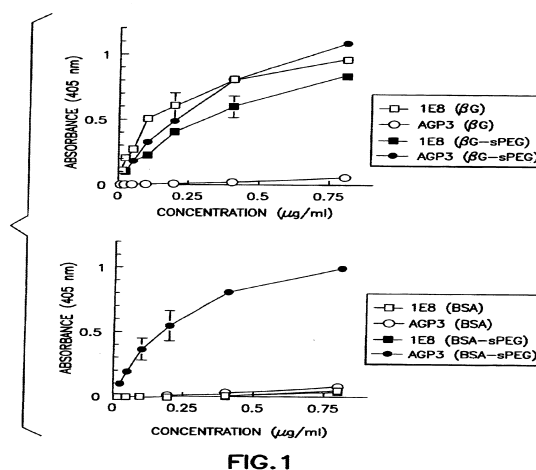 1
0.5
0
ABSORBANCE (405 nm)
0.25 0.5 0.75
CONCENTRATION (μg/ml)
1E8 (βG)
AGP3 (βG)
1E8 (βG-sPEG)
AGP3 (βG-sPEG)
1
0.5
0
ABSORBANCE (405 nm)
0 0.25 0.5 0.75
CONCENTRATION (μg/ml)
1E8 (BSA)
AGP3 (BSA)
1E8 (BSA-sPEG)
AGP3 (BSA-sPEG)
FIG.1